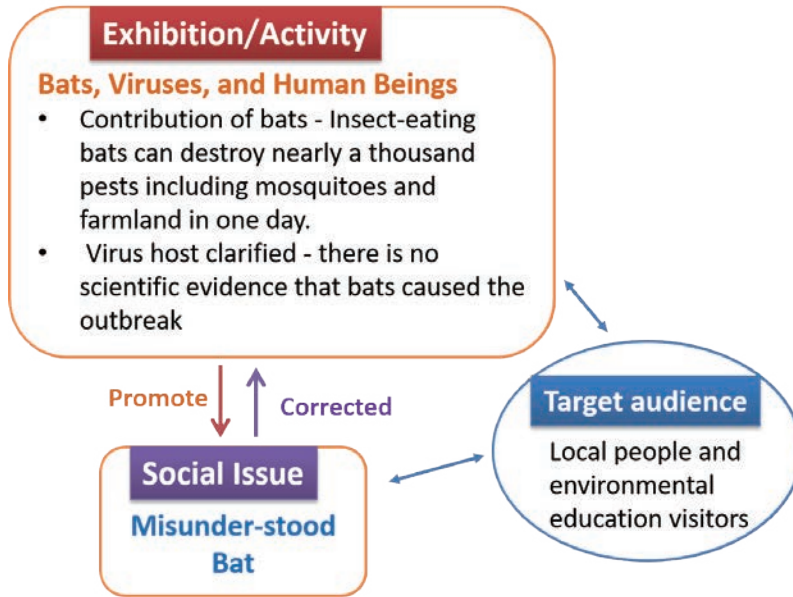 Exhibition/Activity
Bats, Viruses, and Human Beings
• Contribution of bats - Insect-eating
bats can destroy nearly a thousand
pests including mosquitoes and
farmland in one day.
• Virus host clarified - there is no
scientific evidence that bats caused the
outbreak
Promote
Corrected
Target audience
Local people and
environmental
education visitors
Social Issue
Misunder-stood
Bat